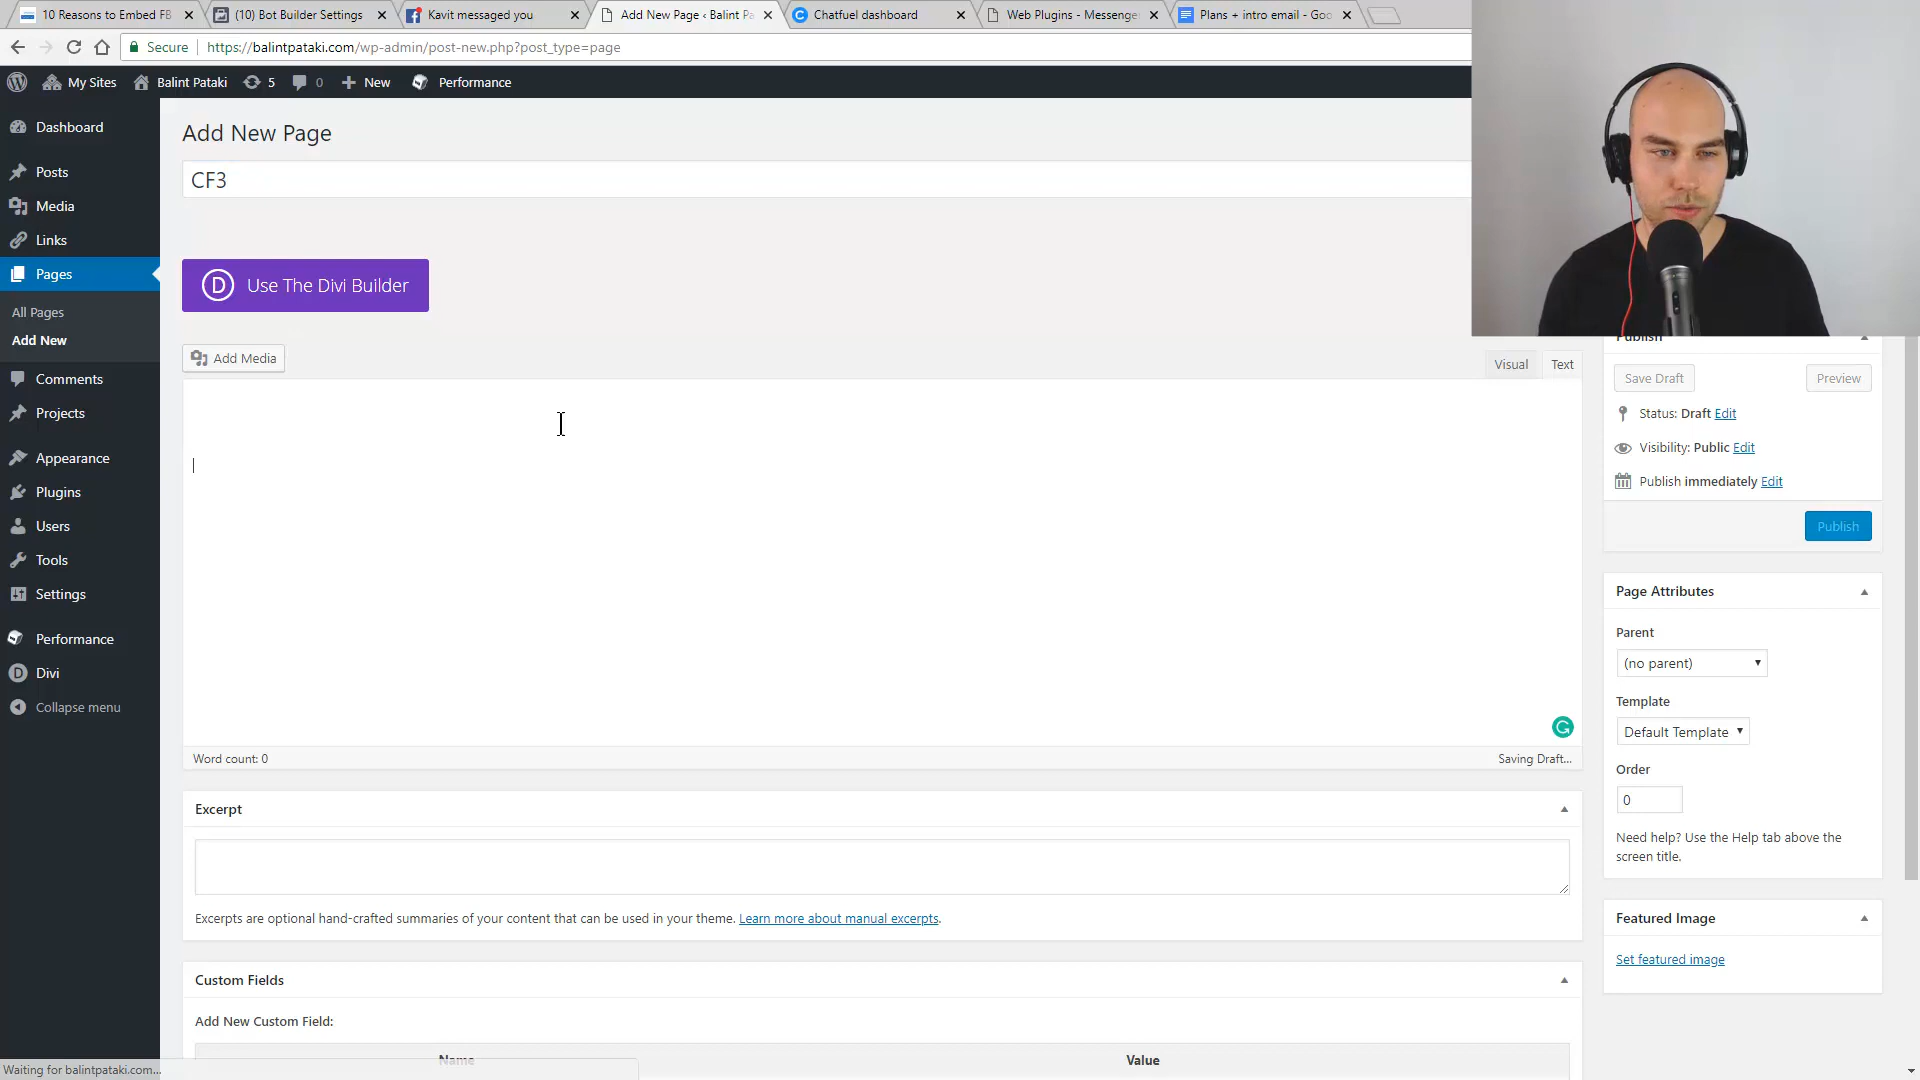 10 Reasons to Embed FB
(10) Bot Builder Settings
Kavit messaged you
Add New Page ‹ Balint Pa
Chatfuel dashboard
Web Plugins - Messenge
Plans + intro email - Goo
Secure
https://balintpataki.com/wp-admin/post-new.php?post_type=page
My Sites
Balint Pataki
5
0
New
Performance
Dashboard
Posts
Media
Links
Pages
All Pages
Add New
Comments
Projects
Appearance
Plugins
Users
Tools
Settings
Performance
Divi
Collapse menu
Add New Page
CF3
D Use The Divi Builder
Add Media
Visual
Text
Word count: 0
Saving Draft...
Excerpt
Excerpts are optional hand-crafted summaries of your content that can be used in your theme. Learn more about manual excerpts.
Custom Fields
Add New Custom Field:
Name
Value
Publish
Save Draft
Preview
Status: Draft Edit
Visibility: Public Edit
Publish immediately Edit
Publish
Page Attributes
Parent
(no parent)
Template
Default Template
Order
0
Need help? Use the Help tab above the
screen title.
Featured Image
Set featured image
Waiting for balintpataki.com...